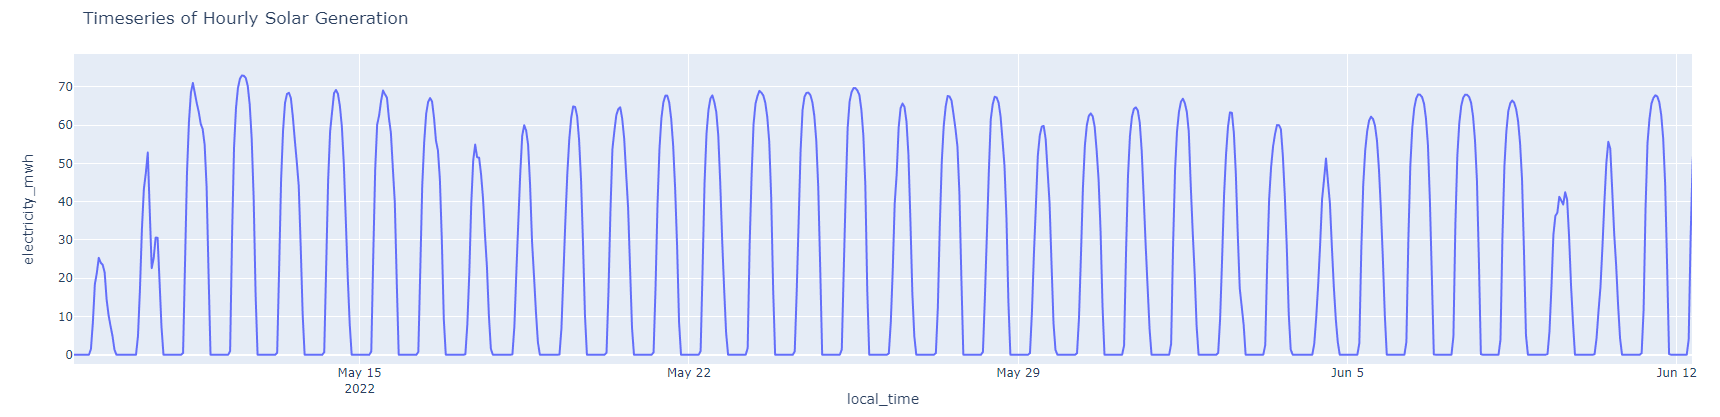 Timeseries of Hourly Solar Generation
electricity_mwh
70
60
50
40
30
20
10
0
May 15
2022
May 22
May 29
Jun 5
Jun 12
local_time